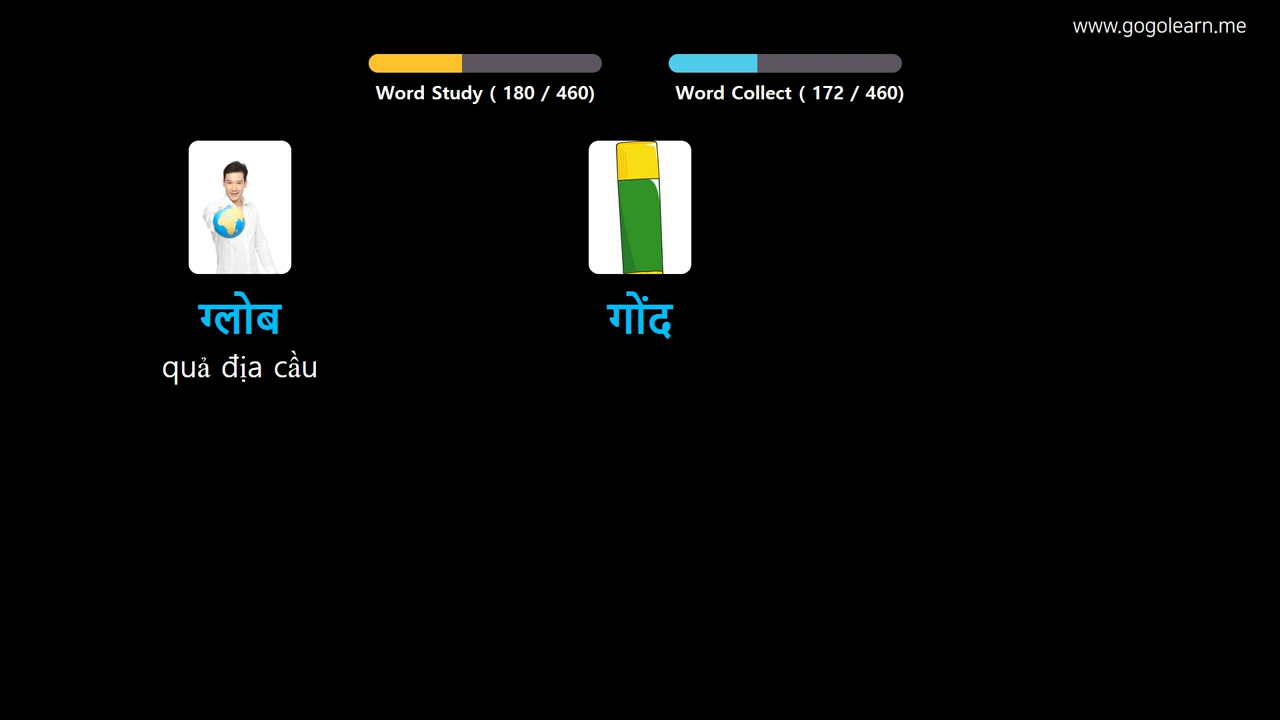 www.gogolearn.me
Word Study ( 180 / 460)
Word Collect ( 172 / 460)
ग्लोब
गोंद
quả địa cầu